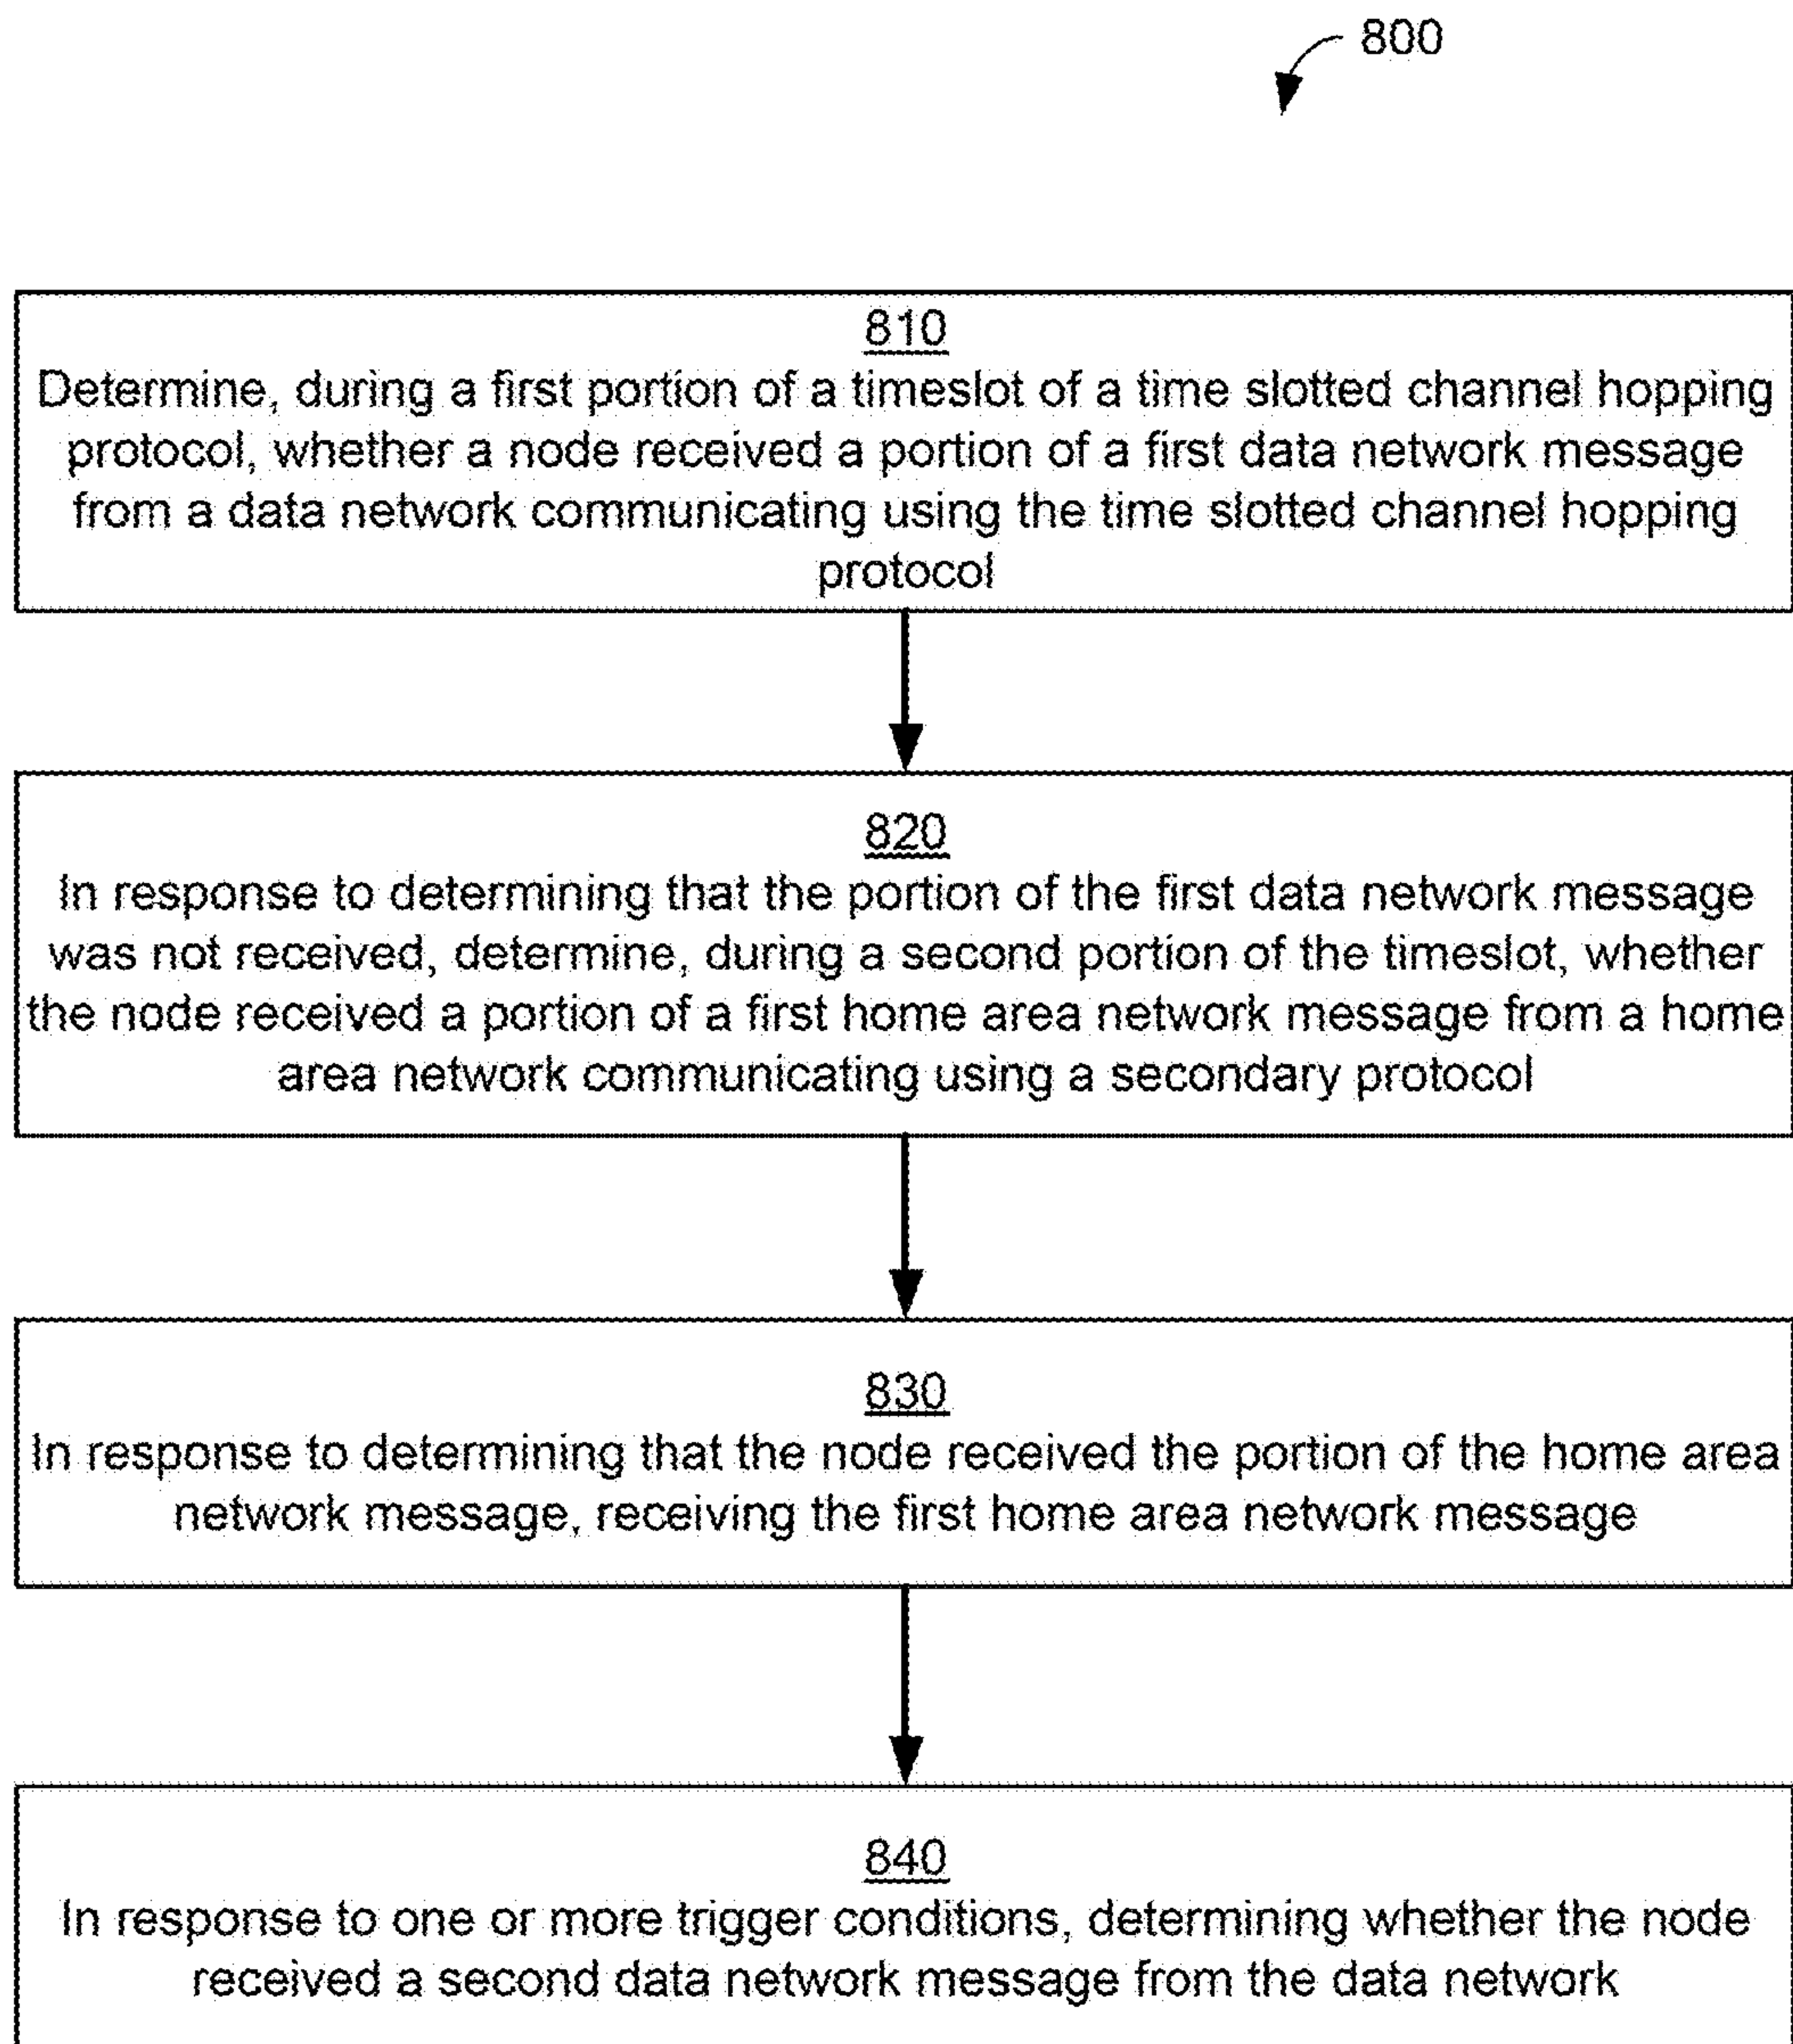 800
810
Determine, during a first portion of a timeslot of a time slotted channel hopping
protocol, whether a node received a portion of a first data network message
from a data network communicating using the time slotted channel hopping
protocol
820
In response to determining that the portion of the first data network message
was not received, determine, during a second portion of the timeslot, whether
the node received a portion of a first home area network message from a home
area network communicating using a secondary protocol
830
In response to determining that the node received the portion of the home area
network message, receiving the first home area network message
840
In response to one or more trigger conditions, determining whether the node
received a second data network message from the data network